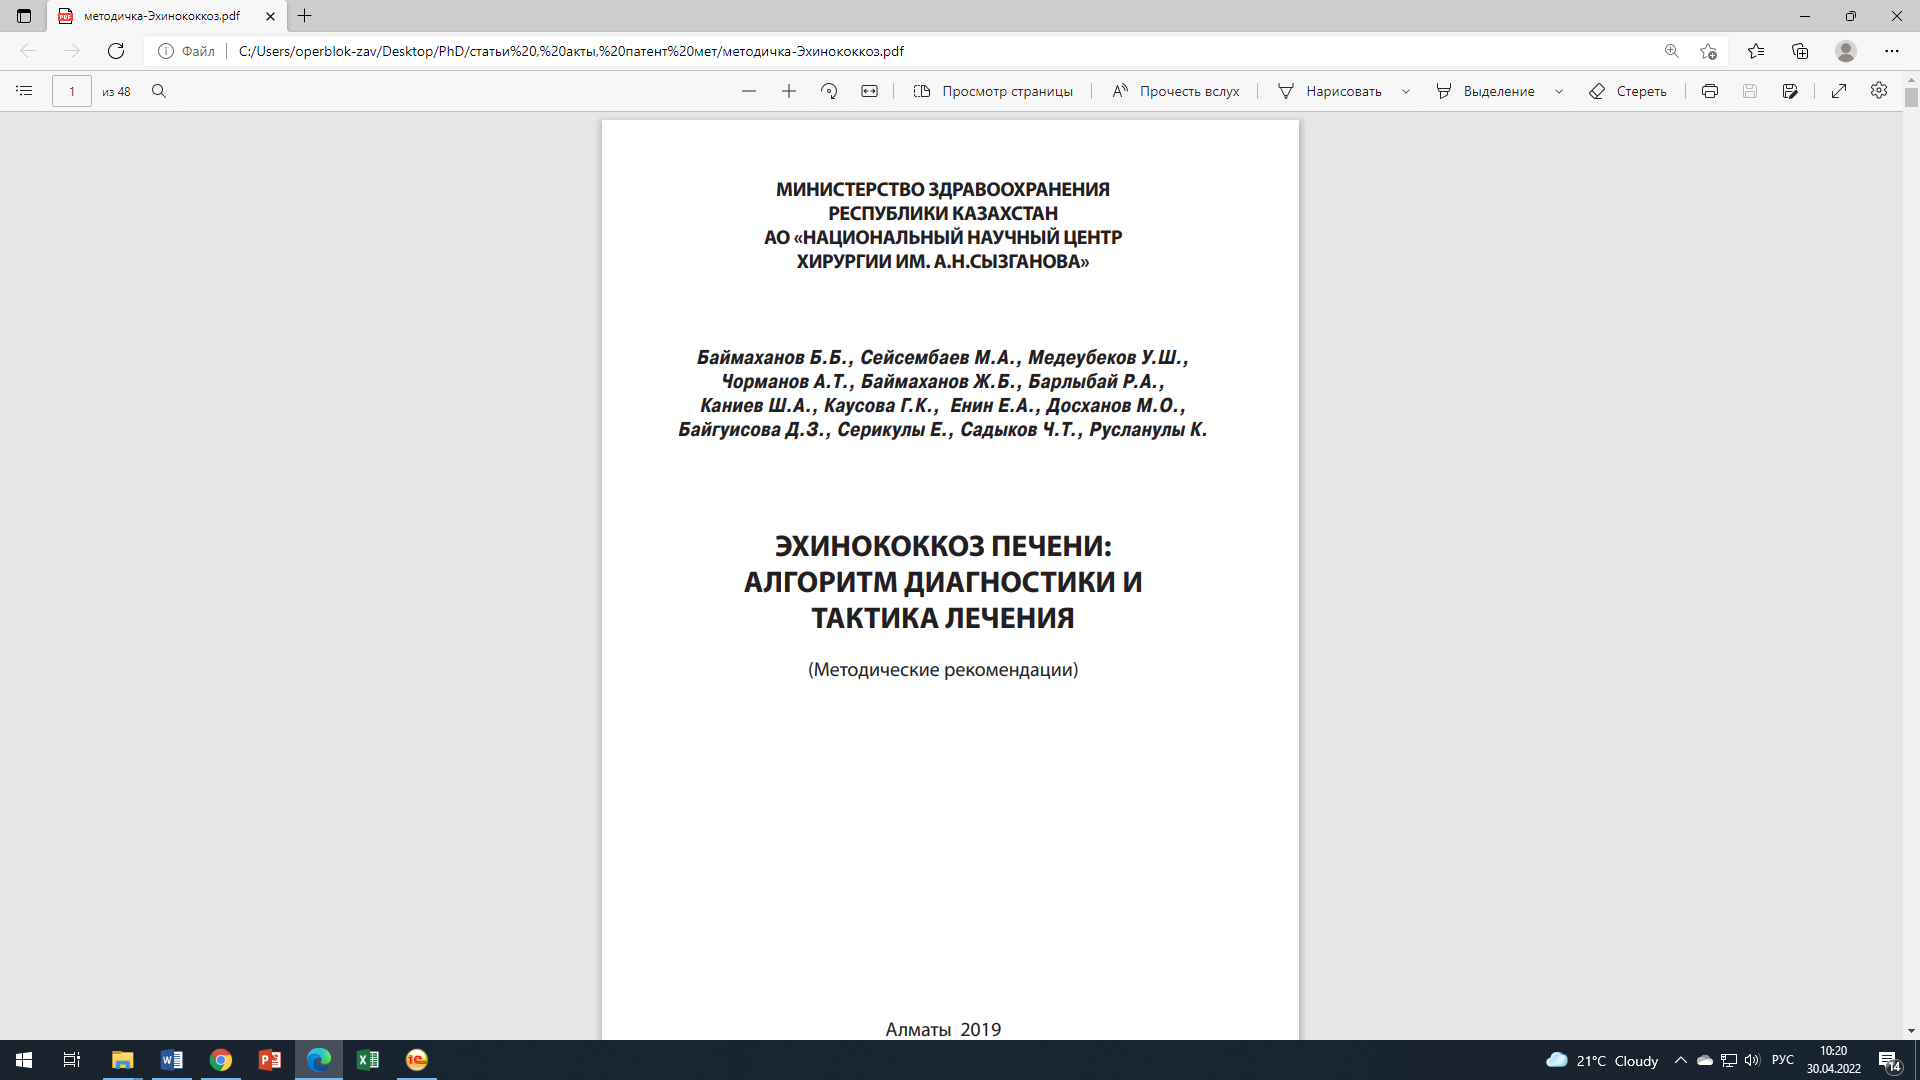 методичка-Эхинококкоз.pdf
Файл
C:/Users/operblok-zav/Desktop/PhD/статьи%20,%20акты,%20патент%20мет/методичка-Эхинококкоз.pdf
1 из 48
Просмотр страницы
Прочесть вслух
Нарисовать
Выделение
Стереть
МИНИСТЕРСТВО ЗДРАВООХРАНЕНИЯ
РЕСПУБЛИКИ КАЗАХСТАН
АО «НАЦИОНАЛЬНЫЙ НАУЧНЫЙ ЦЕНТР
ХИРУРГИИ ИМ. А.Н.СЫЗГАНОВА»
Баймаханов Б.Б., Сейсембаев М.А., Медеубеков У.Ш.,
Чорманов А.Т., Баймаханов Ж.Б., Барлыбай Р.А.,
Каниев Ш.А., Каусова Г.К., Енин Е.А., Досханов М.О.,
Байгуисова Д.З., Серикулы Е., Садыков Ч.Т., Русланулы К.
ЭХИНОКОККОЗ ПЕЧЕНИ:
АЛГОРИТМ ДИАГНОСТИКИ И
ТАКТИКА ЛЕЧЕНИЯ
(Методические рекомендации)
Алматы 2019
21°C Cloudy
РУС
10:20
30.04.2022
14